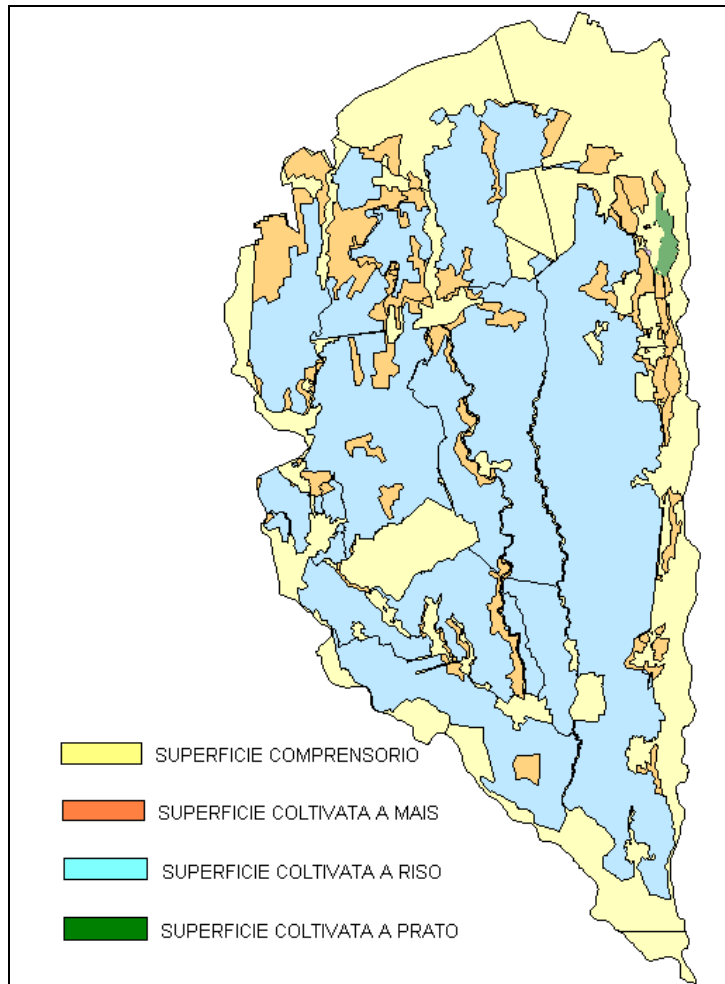 SUPERFICIE COMPRENSORIO
SUPERFICIE COLTIVATA A MAIS
SUPERFICIE COLTIVATA A RISO
SUPERFICIE COLTIVATA A PRATO